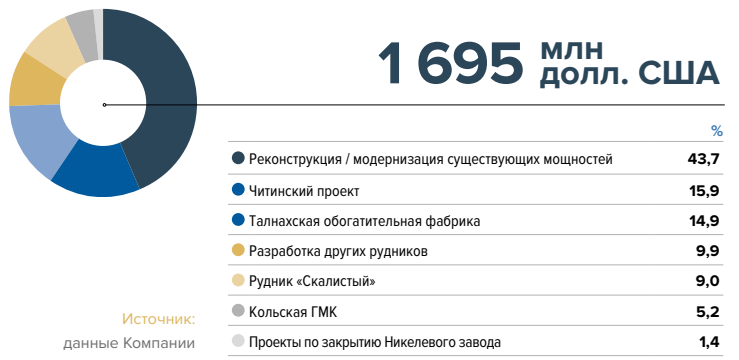 1 695 МЛН
ДОЛЛ. США
%
Реконструкция / модернизация существующих мощностей 43,7
Читинский проект 15,9
Талнахская обогатительная фабрика 14,9
Разработка других рудников 9,9
Рудник «Скалистый» 9,0
Кольская ГМК 5,2
Проекты по закрытию Никелевого завода 1,4
Источник:
данные Компании